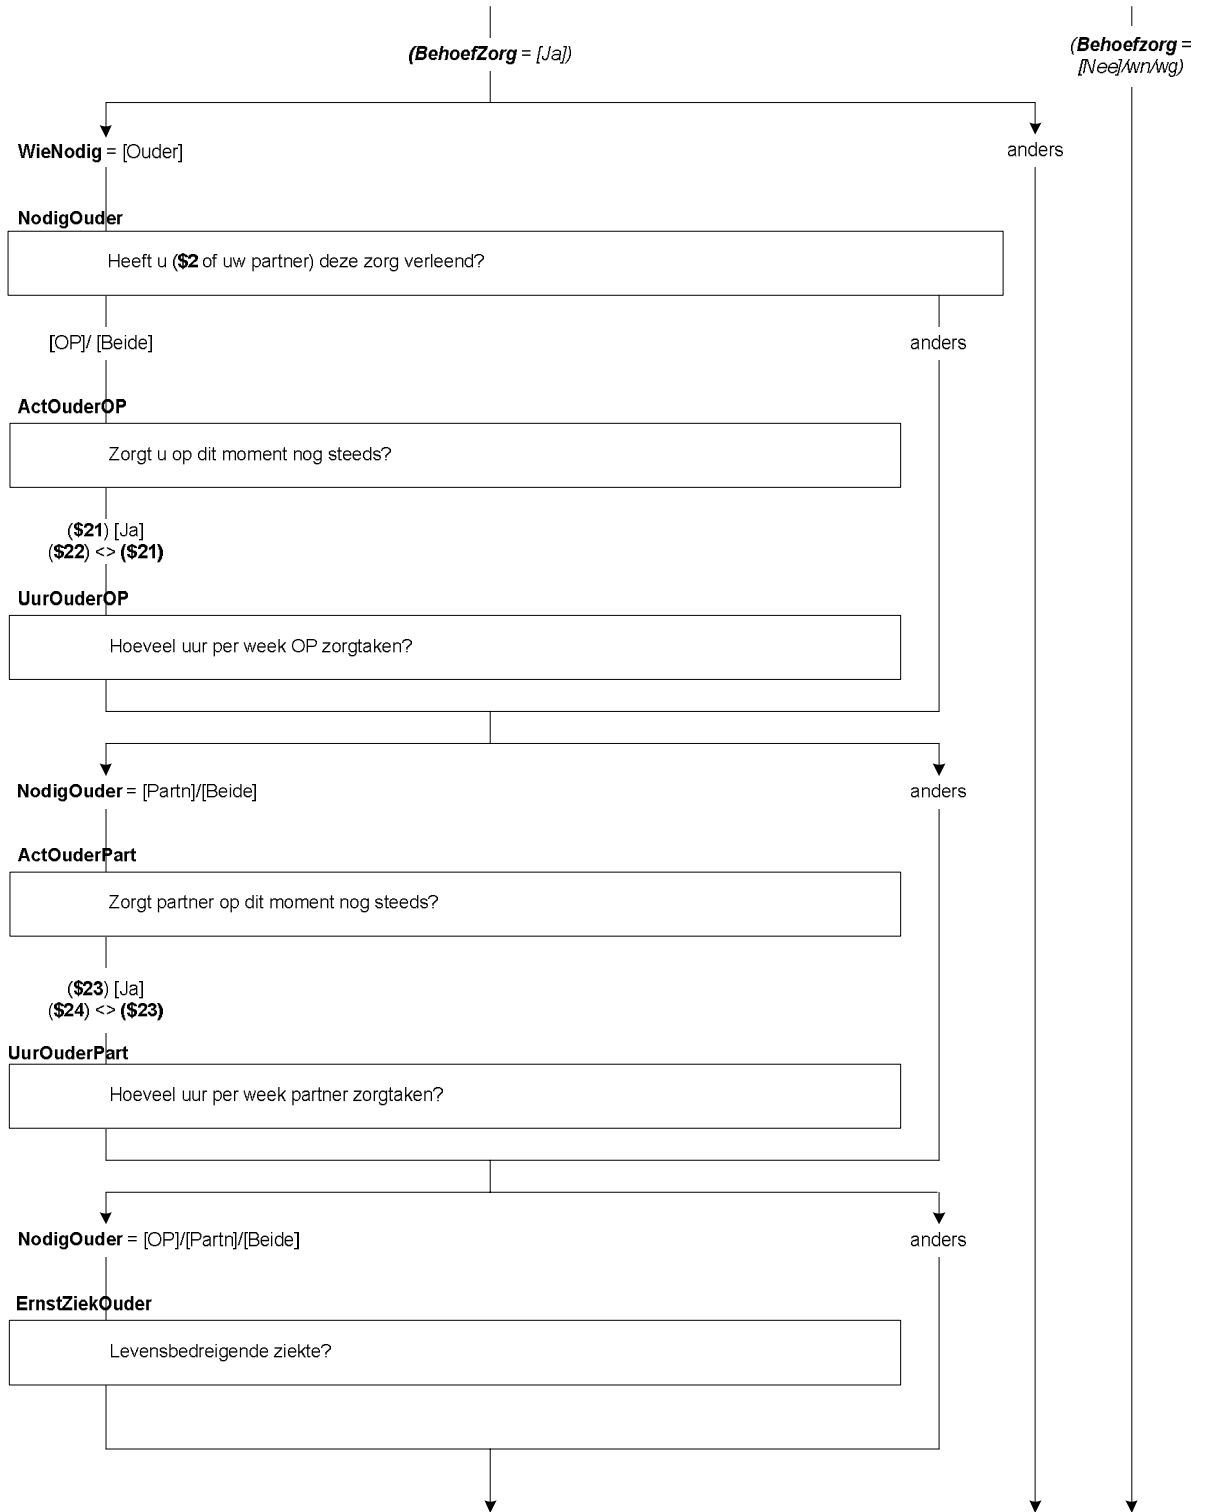 (BehoefZorg = [Ja])
(Behoefzorg =
[Nee]/wn/wg)
WieNodig = [Ouder]
anders
NodigOuder
Heeft u ($2 of uw partner) deze zorg verleend?
[OP]/ [Beide]
anders
ActOuderOP
Zorgt u op dit moment nog steeds?
($21) [Ja]
($22) <> ($21)
UurOuderOP
Hoeveel uur per week OP zorgtaken?
NodigOuder = [Partn]/[Beide]
anders
ActOuderPart
Zorgt partner op dit moment nog steeds?
($23) [Ja]
($24) <> ($23)
UurOuderPart
Hoeveel uur per week partner zorgtaken?
NodigOuder = [OP]/[Partn]/[Beide]
anders
ErnstZiekOuder
Levensbedreigende ziekte?